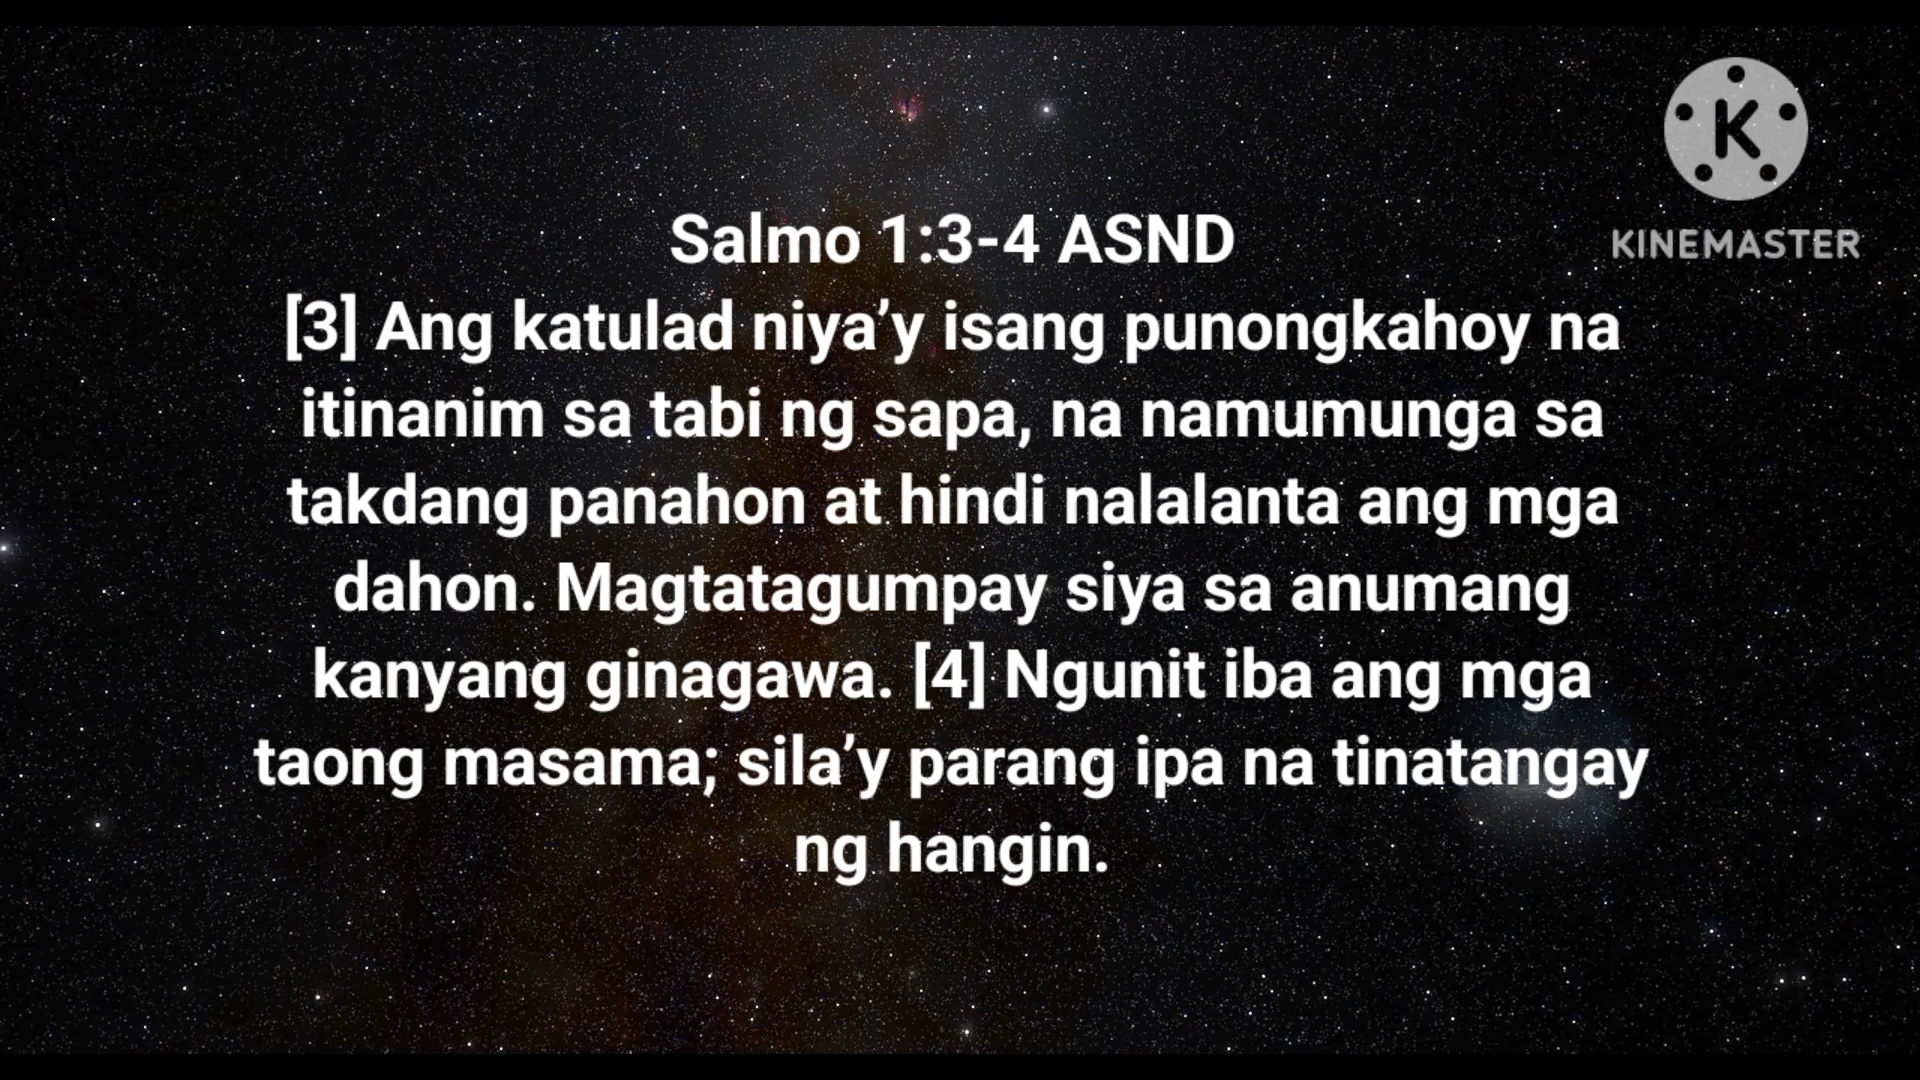 Salmo 1:3-4 ASND
[3] Ang katulad niya’y isang punongkahoy na
itinanim sa tabi ng sapa, na namumunga sa
takdang panahon at hindi nalalanta ang mga
dahon. Magtatagumpay siya sa anumang
kanyang ginagawa. [4] Ngunit iba ang mga
taong masama; sila’y parang ipa na tinatangay
ng hangin.
K
KINEMASTER